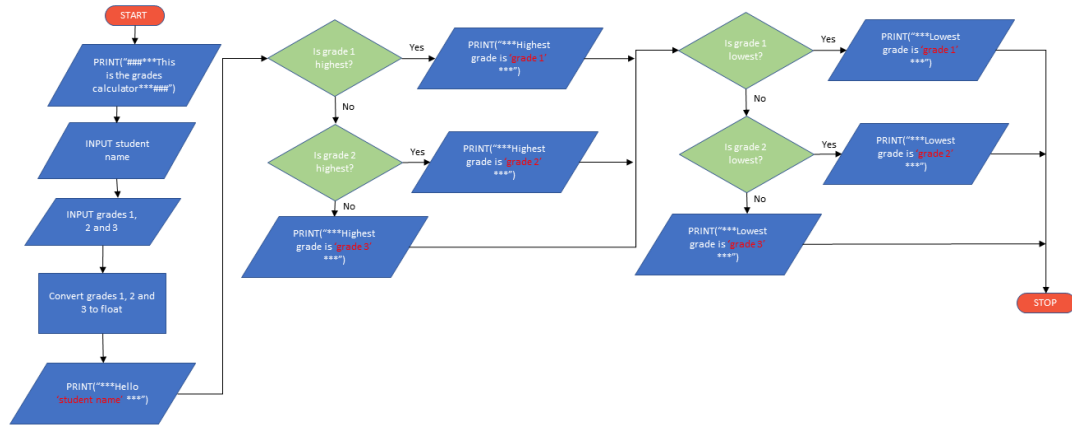 START
PRINT("###***This
is the grades
calculator***###")
INPUT student
name
INPUT grades 1,
2 and 3
Convert grades 1, 2 and
3 to float
PRINT("***Hello
'student name' ***")
Is grade 1
highest?
Yes
PRINT("***Highest
grade is 'grade 1'
***")
No
Is grade 2
highest?
Yes
PRINT("***Highest
grade is 'grade 2'
***")
No
PRINT("***Highest
grade is 'grade 3'
***")
Is grade 1
lowest?
Yes
PRINT("***Lowest
grade is 'grade 1'
***")
No
Is grade 2
lowest?
Yes
PRINT("***Lowest
grade is 'grade 2'
***")
No
PRINT("***Lowest
grade is 'grade 3'
***")
STOP